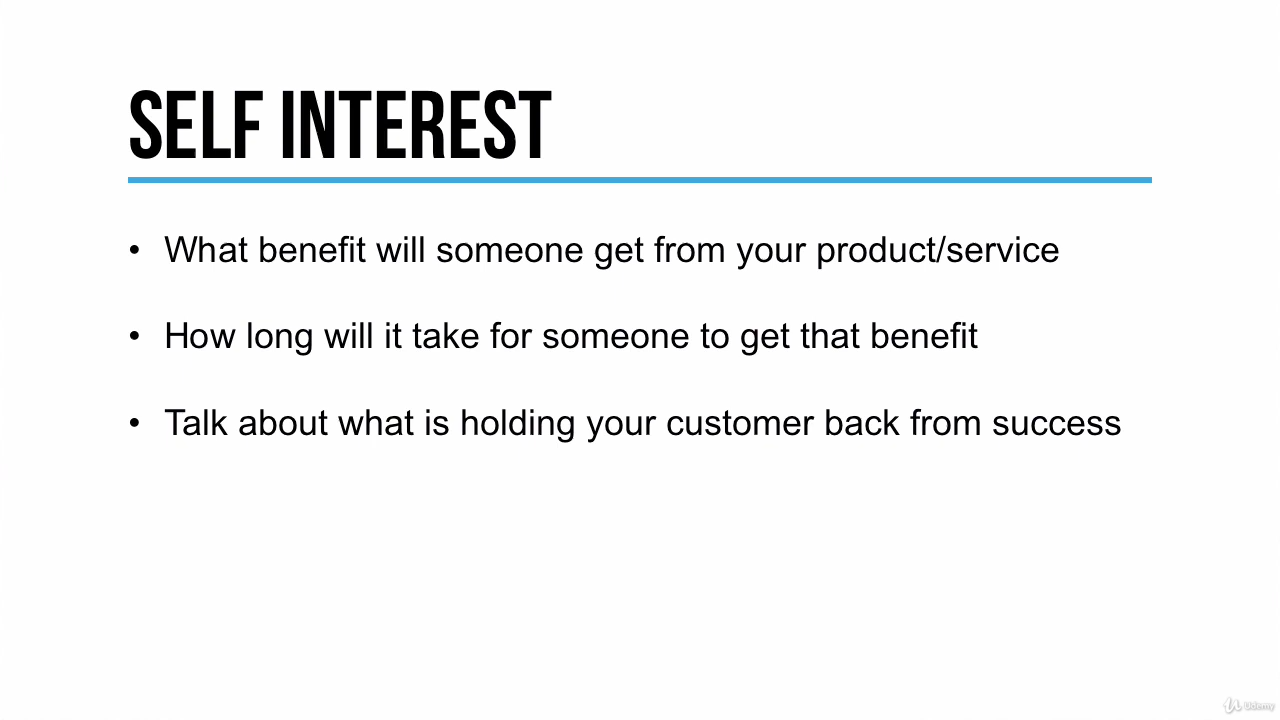 SELF INTEREST
• What benefit will someone get from your product/service
• How long will it take for someone to get that benefit
• Talk about what is holding your customer back from success
Udemy